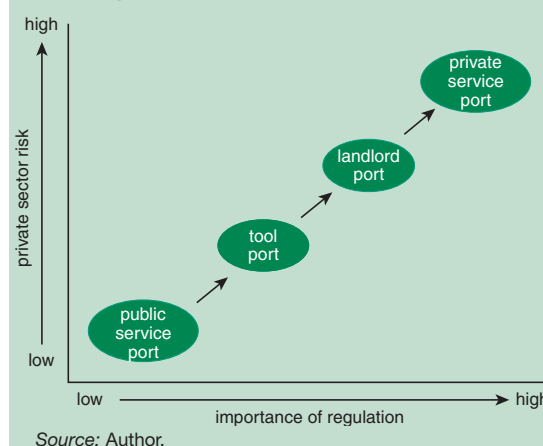 high
private
service
port
landlord
port
private sector risk
tool
port
public
service
port
low
low
high
importance of regulation
Source: Author.